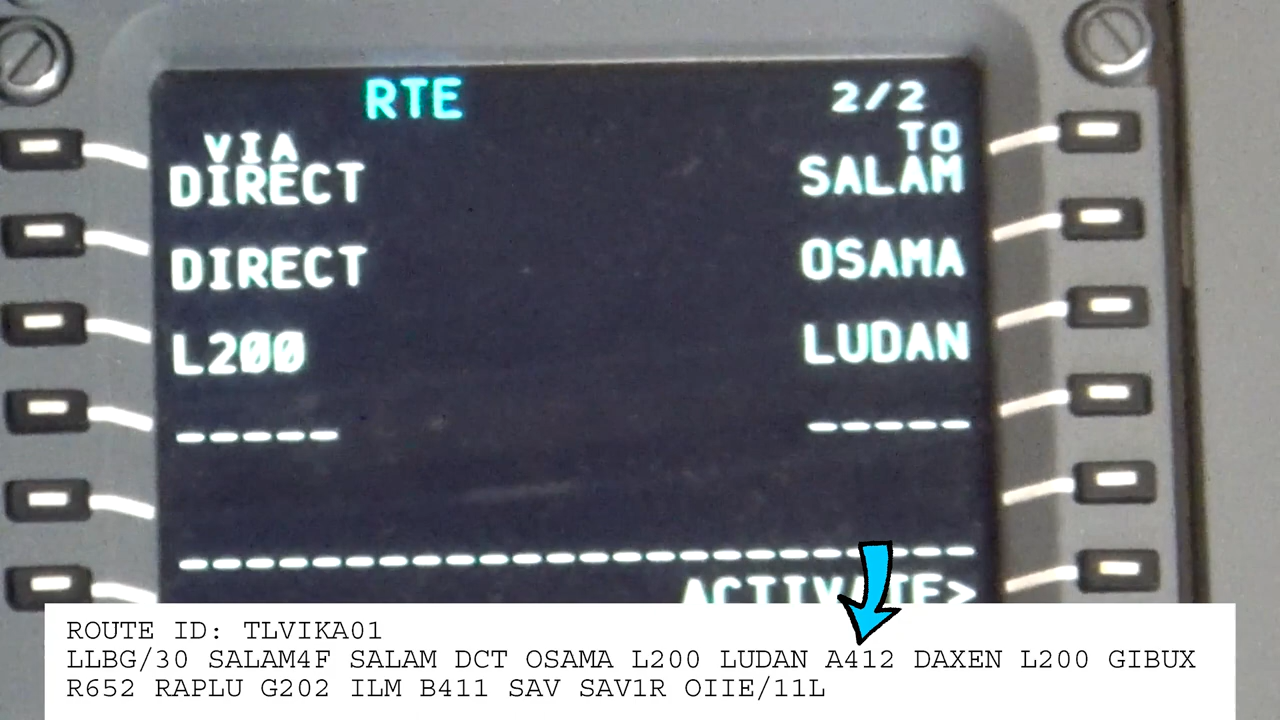 RTE 2/2
VIA TO
DIRECT SALAM
DIRECT OSAMA
L200 LUDAN
----- -----
------------------------
ACTIVATE>
ROUTE ID: TLVIKA01
LLBG/30 SALAM4F SALAM DCT OSAMA L200 LUDAN A412 DAXEN L200 GIBUX
R652 RAPLU G202 ILM B411 SAV SAV1R OIIE/11L